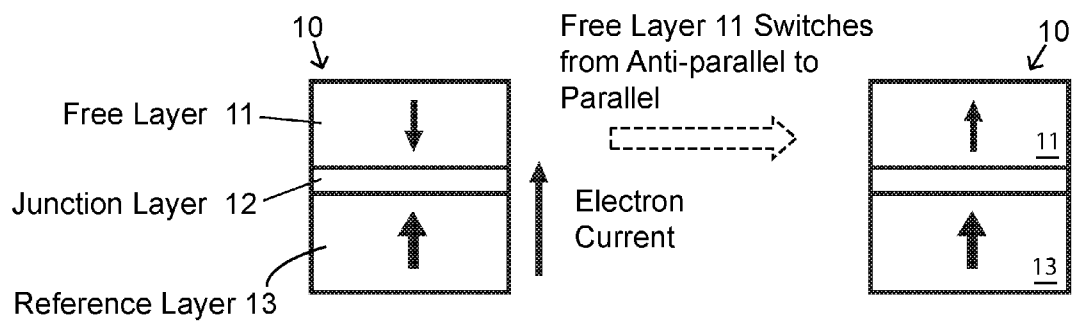 10
Free Layer 11
Junction Layer 12
Reference Layer 13
Free Layer 11 Switches
from Anti-parallel to
Parallel
Electron
Current
10
11
13